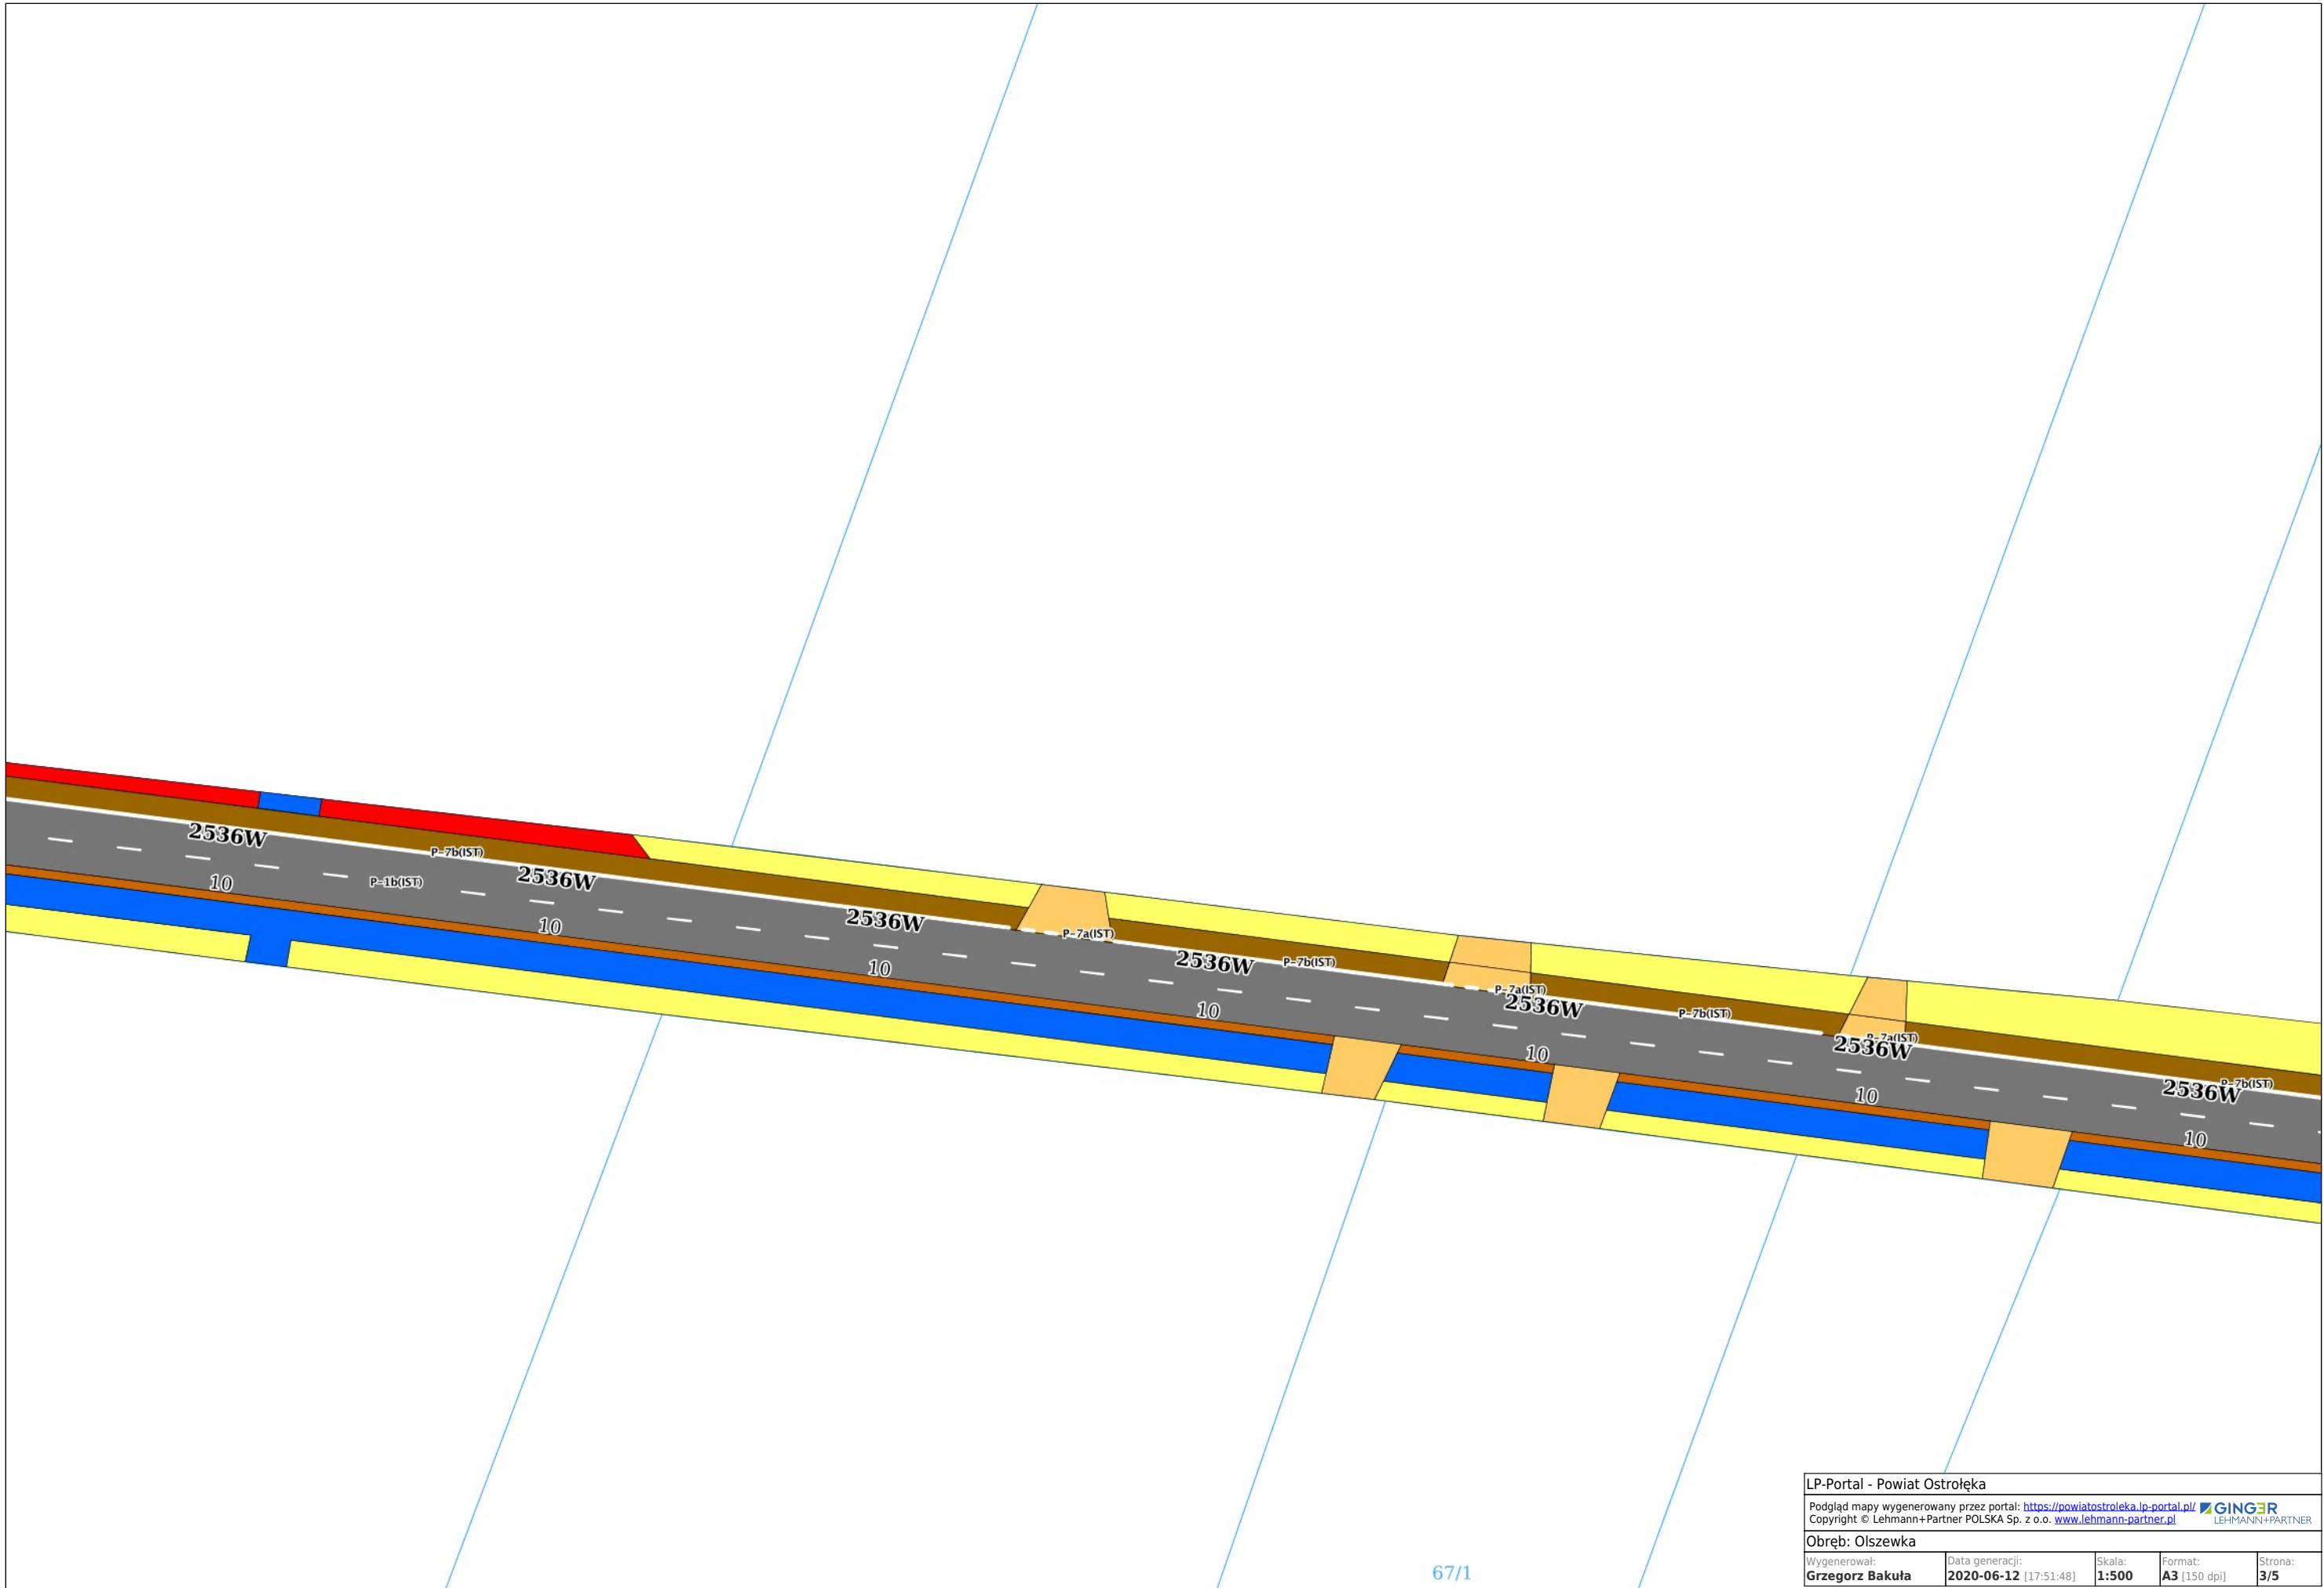 2536W
P-7b(IST)
P-1b(IST)
10
2536W
10
2536W
P-7a(IST)
10
2536W
P-7b(IST)
10
P-7a(IST)
2536W
P-7b(IST)
10
P-7a(IST)
2536W
10
P-7b(IST)
2536W
10
67/1
LP-Portal - Powiat Ostrołęka
Podgląd mapy wygenerowany przez portal: https://powiatostroleka.lp-portal.pl/
Copyright © Lehmann+Partner POLSKA Sp. z o.o. www.lehmann-partner.pl
GINGER
LEHMANN+PARTNER
Obręb: Olszewka
Wygenerował: Data generacji: Skala: Format: Strona:
Grzegorz Bakuła 2020-06-12 [17:51:48] 1:500 A3 [150 dpi] 3/5